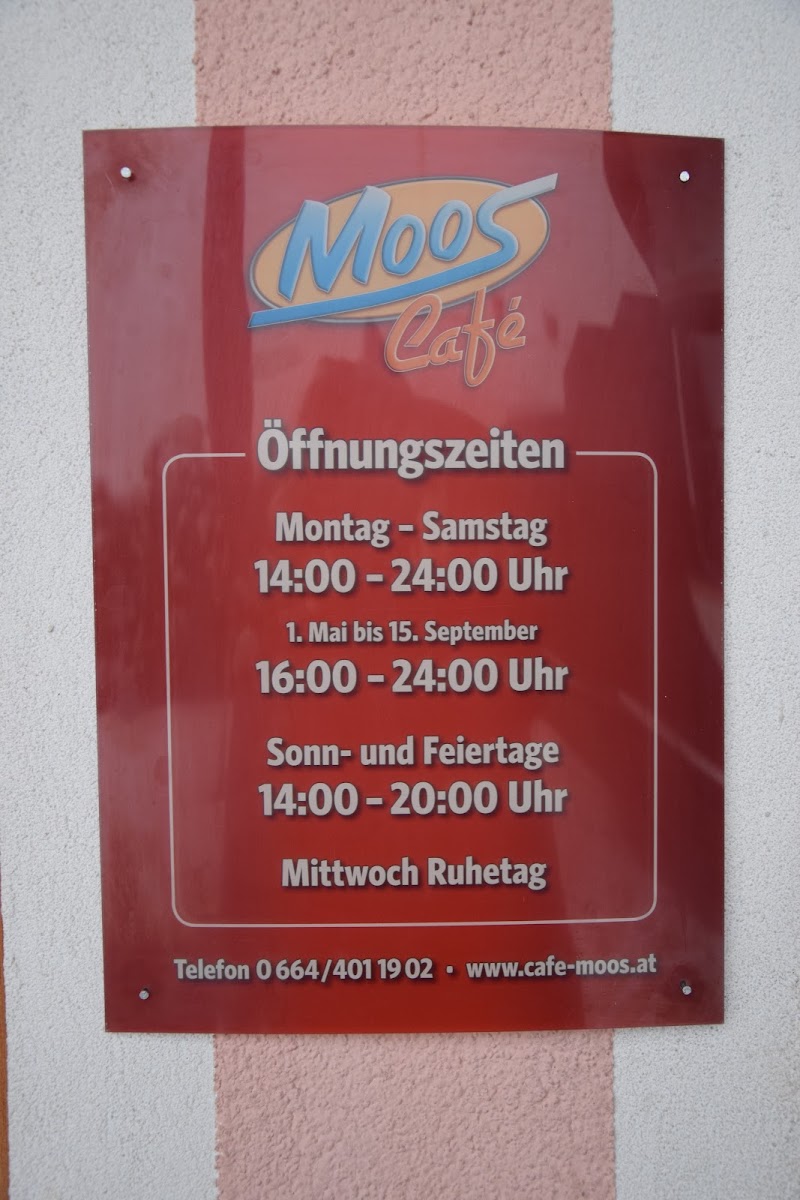 Moos
Café
Öffnungszeiten
Montag – Samstag
14:00 – 24:00 Uhr
1. Mai bis 15. September
16:00 – 24:00 Uhr
Sonn- und Feiertage
14:00 – 20:00 Uhr
Mittwoch Ruhetag
Telefon 0 664/401 19 02 • www.cafe-moos.at